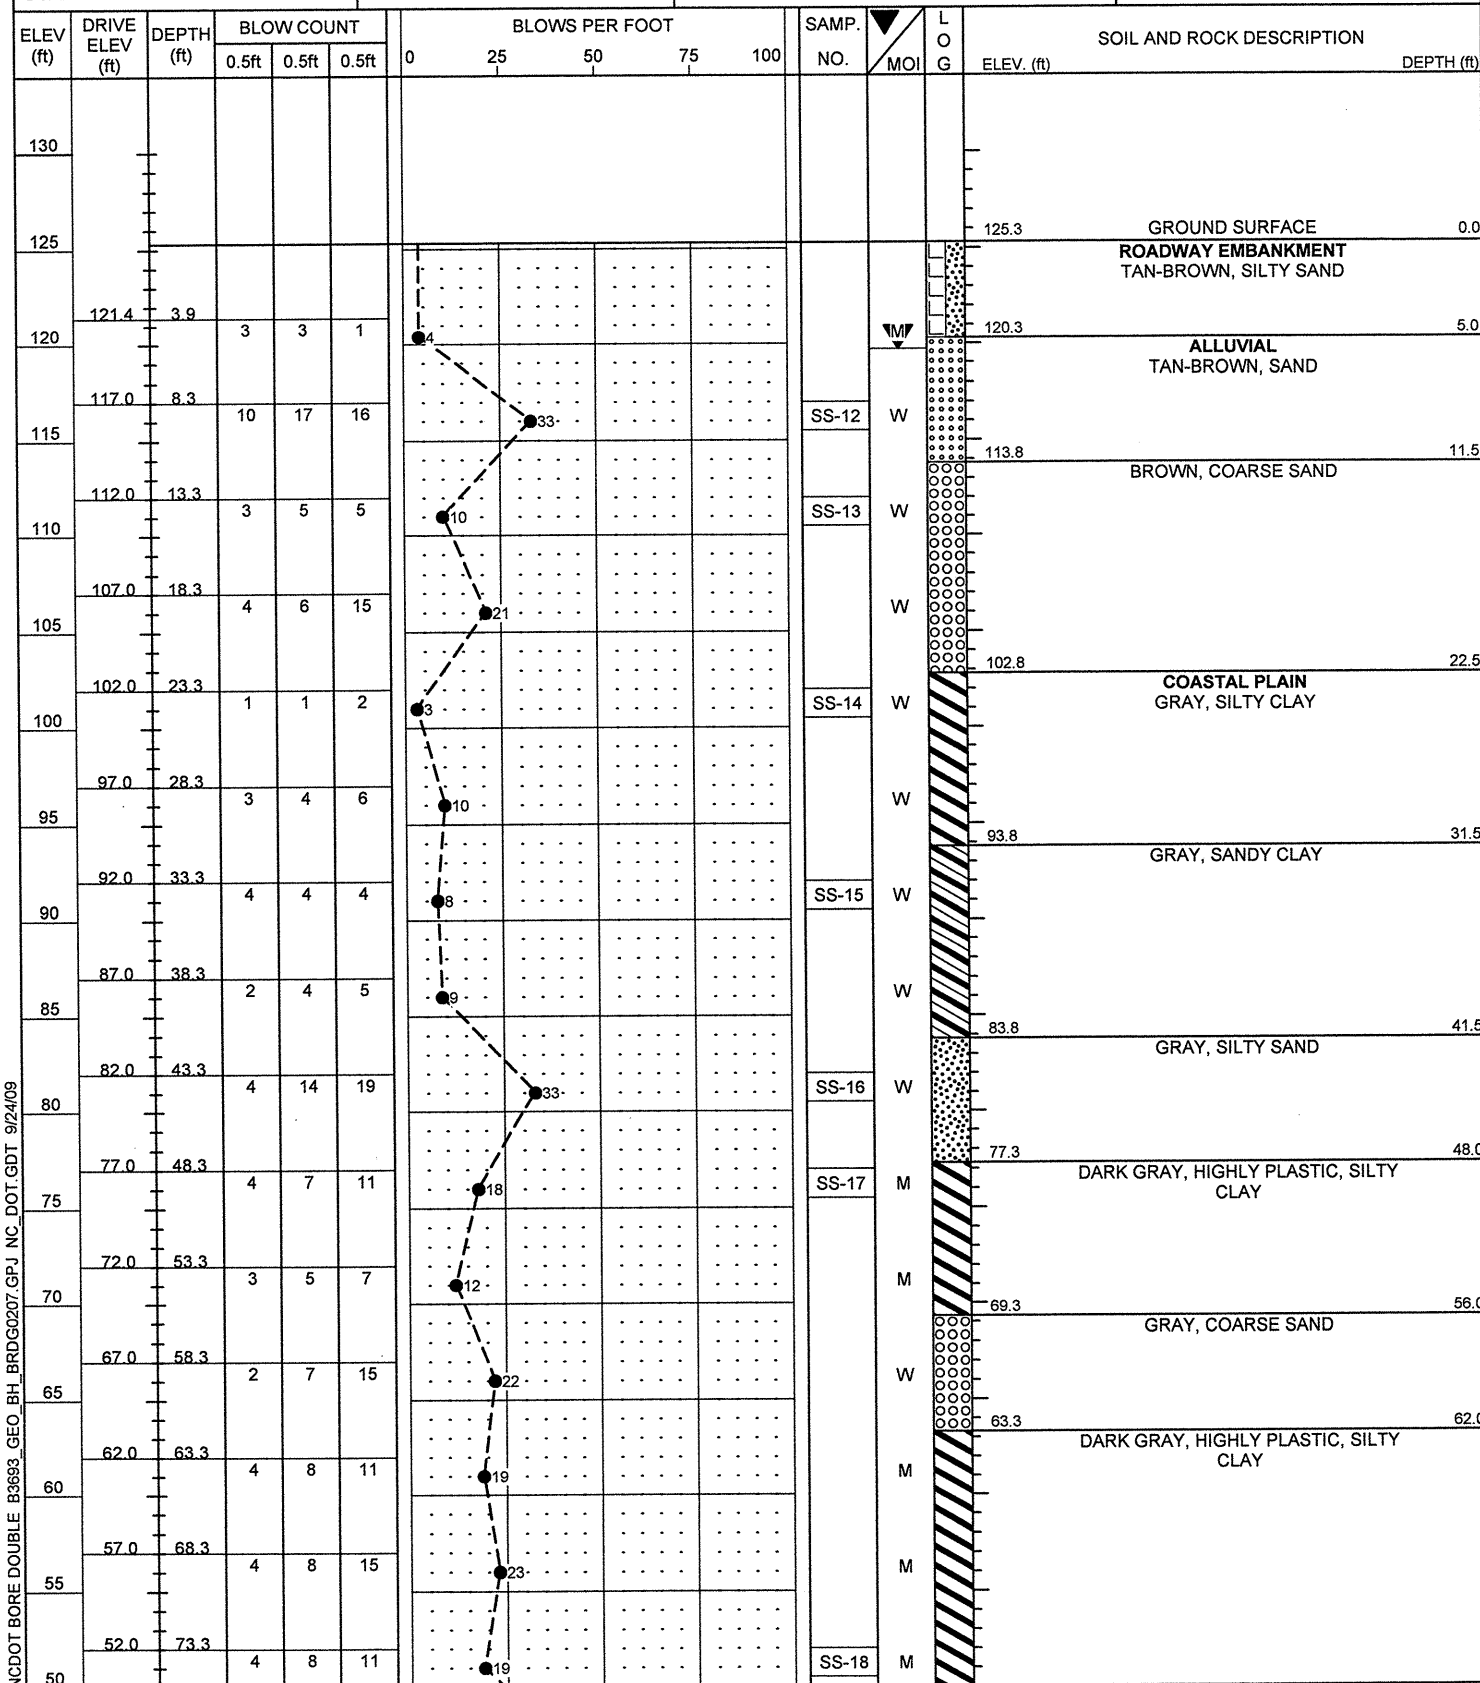 ELEV (ft) DRIVE ELEV (ft) DEPTH (ft) BLOW COUNT 0.5ft 0.5ft 0.5ft BLOWS PER FOOT 0 25 50 75 100 SAMP. NO. MOI L O G SOIL AND ROCK DESCRIPTION ELEV. (ft) DEPTH (ft)
130
125.3 GROUND SURFACE 0.0
125
ROADWAY EMBANKMENT
TAN-BROWN, SILTY SAND
121.4 3.9
3 3 1 4 M
120
120.3 5.0
ALLUVIAL
TAN-BROWN, SAND
117.0 8.3
10 17 16 33 SS-12 W
115
113.8 11.5
BROWN, COARSE SAND
112.0 13.3
3 5 5 10 SS-13 W
110
107.0 18.3
4 6 15 21 W
105
102.8 22.5
COASTAL PLAIN
GRAY, SILTY CLAY
102.0 23.3
1 1 2 3 SS-14 W
100
97.0 28.3
3 4 6 10 W
95
93.8 31.5
GRAY, SANDY CLAY
92.0 33.3
4 4 4 8 SS-15 W
90
87.0 38.3
2 4 5 9 W
85
83.8 41.5
GRAY, SILTY SAND
82.0 43.3
4 14 19 33 SS-16 W
80
77.3 48.0
DARK GRAY, HIGHLY PLASTIC, SILTY
CLAY
77.0 48.3
4 7 11 18 SS-17 M
75
72.0 53.3
3 5 7 12 M
70
69.3 56.0
GRAY, COARSE SAND
67.0 58.3
2 7 15 22 W
65
63.3 62.0
DARK GRAY, HIGHLY PLASTIC, SILTY
CLAY
62.0 63.3
4 8 11 19 M
60
57.0 68.3
4 8 15 23 M
55
52.0 73.3
4 8 11 19 SS-18 M
50
NCDOT BORE DOUBLE B3693_GEO_BH_BRDG0207.GPJ NC_DOT.GDT 9/24/09